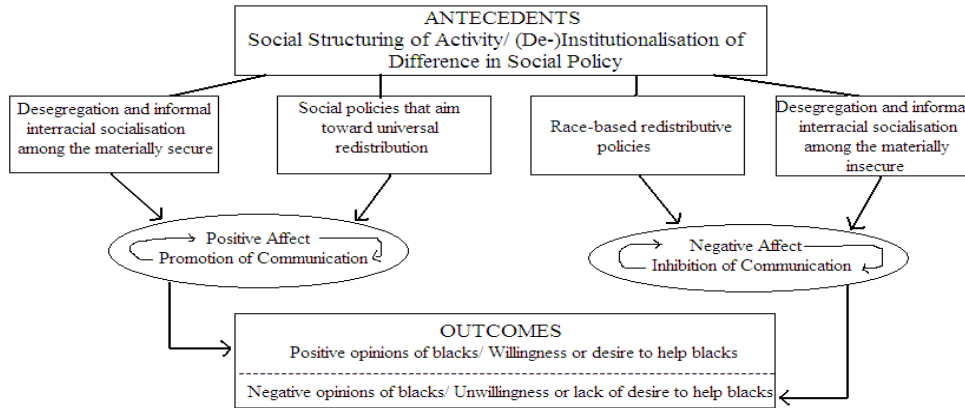 ANTECEDENTS
Social Structuring of Activity/ (De-)Institutionalisation of
Difference in Social Policy
Desegregation and informal
interracial socialisation
among the materially secure
Social policies that aim
toward universal
redistribution
Race-based redistributive
policies
Desegregation and informa
interracial socialisation
among the materially
insecure
Positive Affect
Promotion of Communication
Negative Affect
Inhibition of Communication
OUTCOMES
Positive opinions of blacks/ Willingness or desire to help blacks
Negative opinions of blacks/ Unwillingness or lack of desire to help blacks